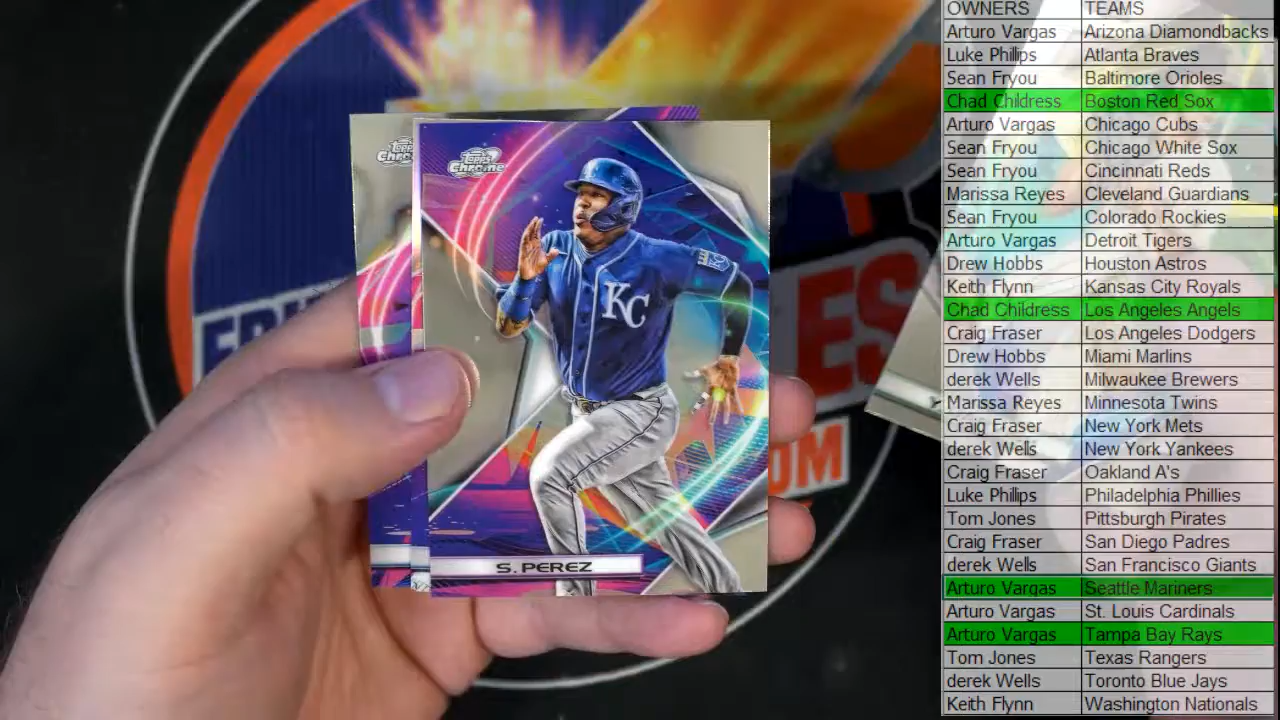 OWNERS TEAMS
Arturo Vargas Arizona Diamondbacks
Luke Phillps Atlanta Braves
Sean Fryou Baltimore Orioles
Chad Childress Boston Red Sox
Arturo Vargas Chicago Cubs
Sean Fryou Chicago White Sox
Sean Fryou Cincinnati Reds
Marissa Reyes Cleveland Guardians
Sean Fryou Colorado Rockies
Arturo Vargas Detroit Tigers
Drew Hobbs Houston Astros
Keith Flynn Kansas City Royals
Chad Childress Los Angeles Angels
Craig Fraser Los Angeles Dodgers
Drew Hobbs Miami Marlins
derek Wells Milwaukee Brewers
Marissa Reyes Minnesota Twins
Craig Fraser New York Mets
derek Wells New York Yankees
Craig Fraser Oakland A's
Luke Phillps Philadelphia Phillies
Tom Jones Pittsburgh Pirates
Craig Fraser San Diego Padres
derek Wells San Francisco Giants
Arturo Vargas Seattle Mariners
Arturo Vargas St. Louis Cardinals
Arturo Vargas Tampa Bay Rays
Tom Jones Texas Rangers
derek Wells Toronto Blue Jays
Keith Flynn Washington Nationals
Topps
Chrome
KC
S. PEREZ